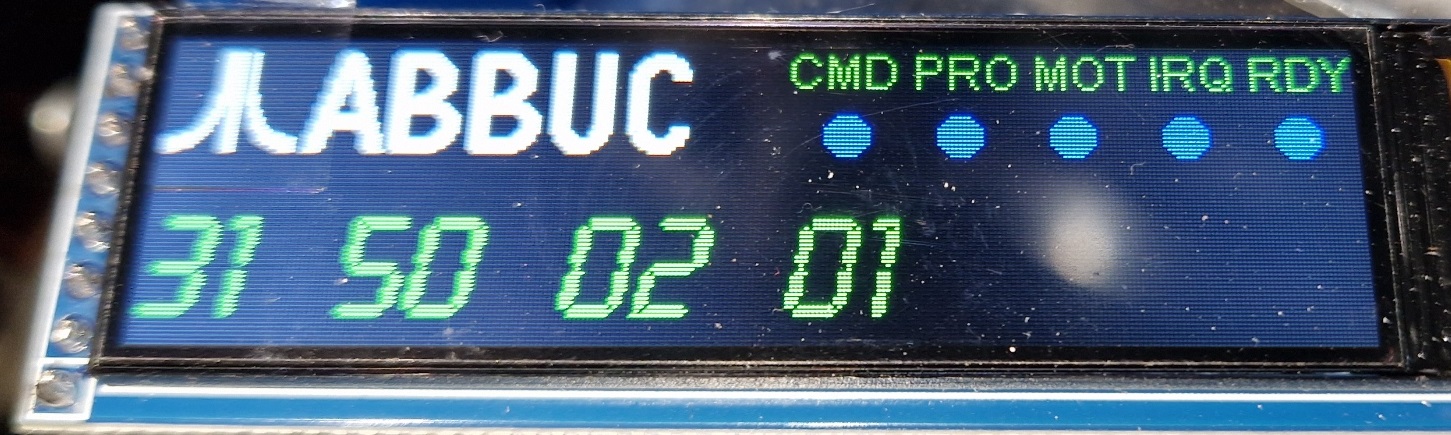 ABBUC
CMD PRO MOT IRQ RDY
31 50 02 01